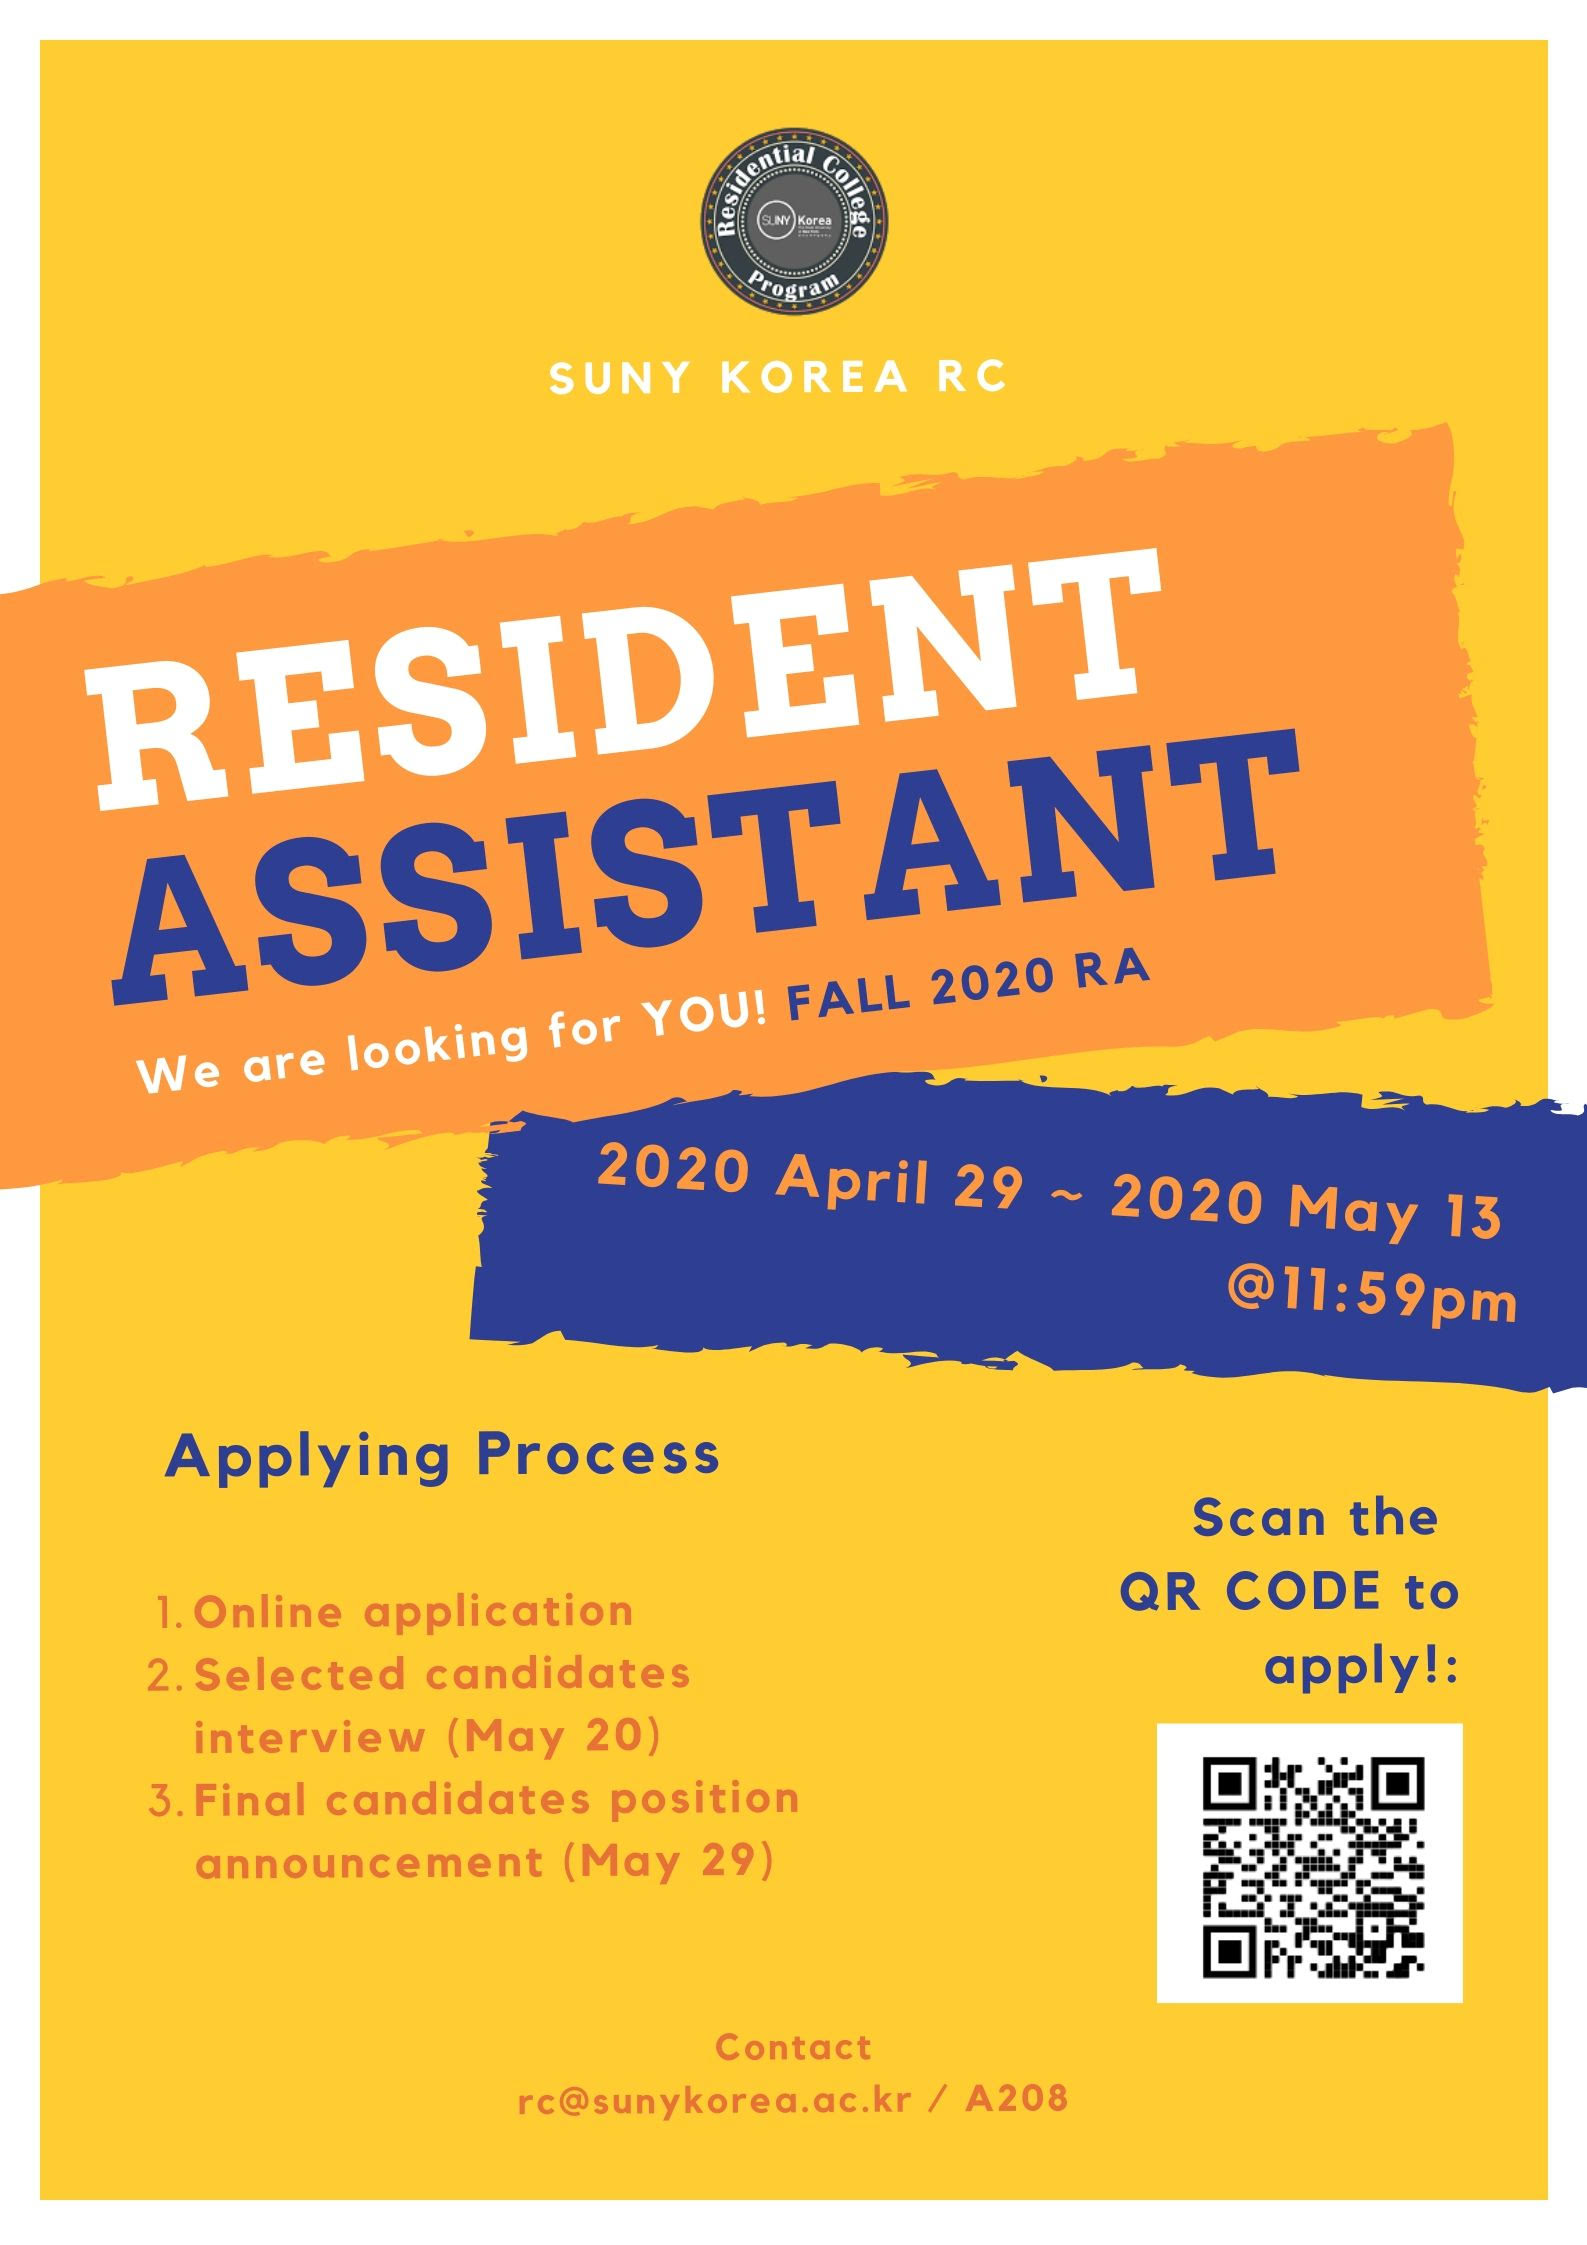 Residential College
SUNY Korea
Program
SUNY KOREA RC
RESIDENT
ASSISTANT
We are looking for YOU! FALL 2020 RA
2020 April 29 ~ 2020 May 13
@11:59pm
Applying Process
Scan the
QR CODE to
apply!:
1. Online application
2. Selected candidates
interview (May 20)
3. Final candidates position
announcement (May 29)
Contact
rc@sunykorea.ac.kr / A208